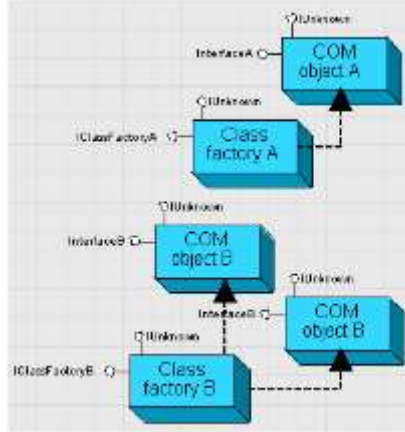 IUnknown
InterfaceA
COM
object A
IUnknown
IClassFactoryA
Class
factory A
IUnknown
InterfaceB
COM
object B
IUnknown
InterfaceB
COM
object B
IUnknown
IClassFactoryB
Class
factory B